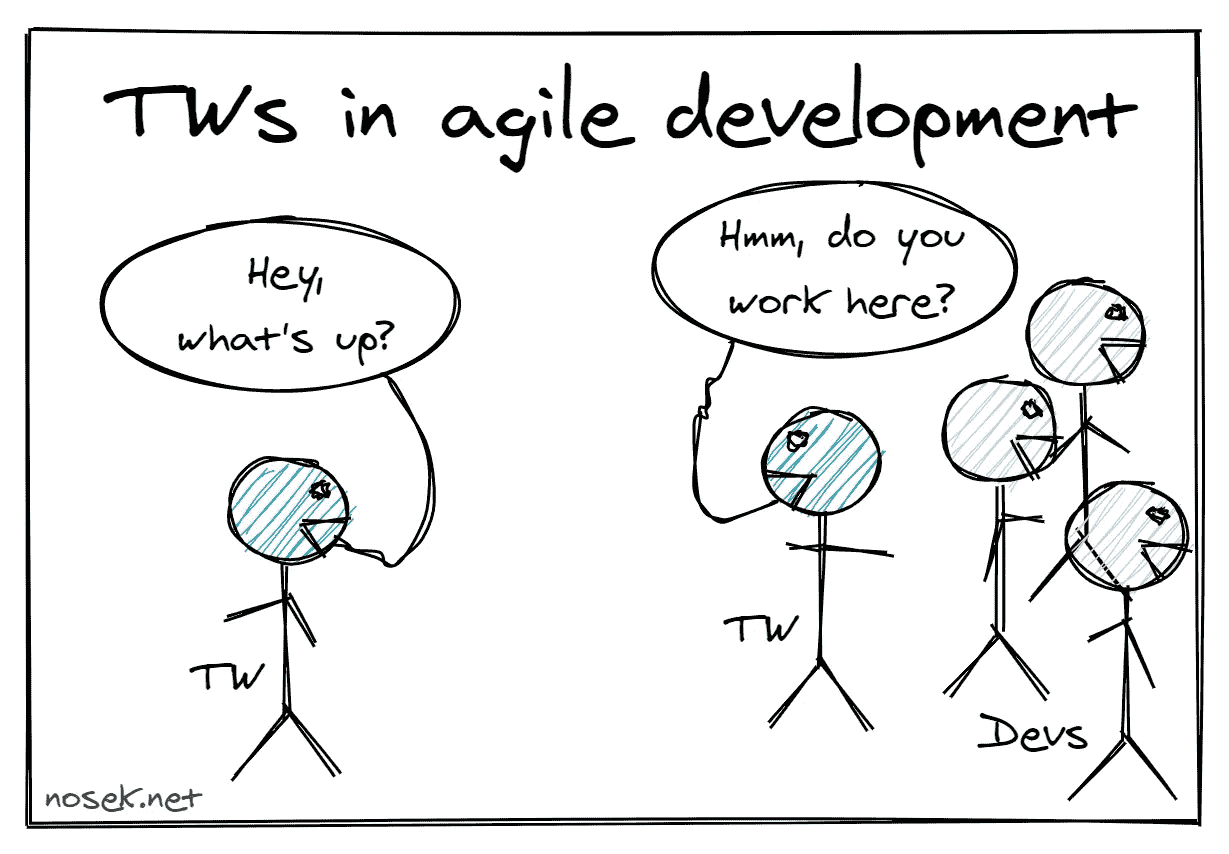 TWs in agile development
Hey,
what's up?
Hmm, do you
work here?
TW
TW
Devs
nosek.net